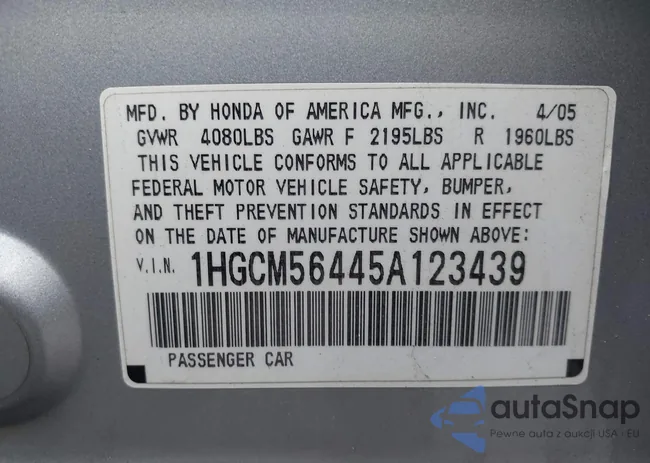 MFD. BY HONDA OF AMERICA MFG., INC. 4/05
GVWR 4080LBS GAWR F 2195LBS R 1960LBS
THIS VEHICLE CONFORMS TO ALL APPLICABLE
FEDERAL MOTOR VEHICLE SAFETY, BUMPER,
AND THEFT PREVENTION STANDARDS IN EFFECT
ON THE DATE OF MANUFACTURE SHOWN ABOVE:
V.I.N. 1HGCM56445A123439
PASSENGER CAR
autaSnap
Pewne auta z aukcji USA - EU